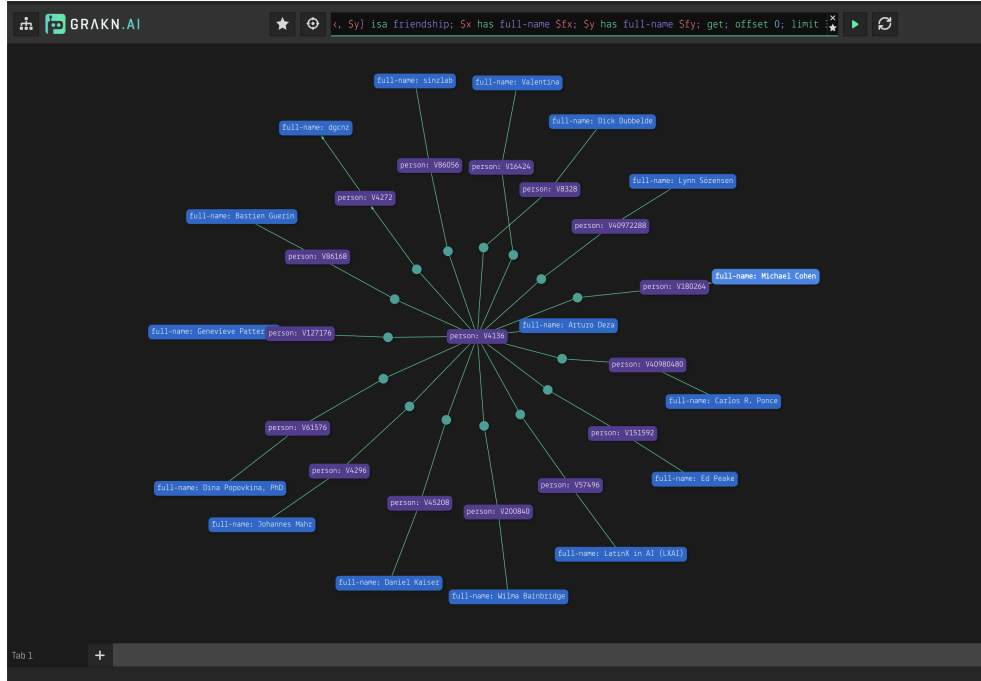 GRAKN.AI
, $y) isa friendship; $x has full-name $fx; $y has full-name $fy; get; offset 0; limit
full-name: sinzlab
full-name: Valentina
full-name: dgcnz
full-name: Dick Dubbelde
person: V86056
person: V16424
full-name: Lynn Sörensen
person: V4272
person: V8328
full-name: Bastien Guerin
person: V40972288
person: V86168
full-name: Michael Cohen
person: V180264
full-name: Genevieve Patter
person: V127176
person: V4136
full-name: Arturo Deza
person: V40980480
full-name: Carlos R. Ponce
person: V61576
person: V151592
person: V4296
full-name: Ed Peake
full-name: Dina Popovkina, PhD
person: V57496
person: V45208
person: V200840
full-name: Johannes Mahr
full-name: LatinX in AI (LXAI)
full-name: Daniel Kaiser
full-name: Wilma Bainbridge
Tab 1